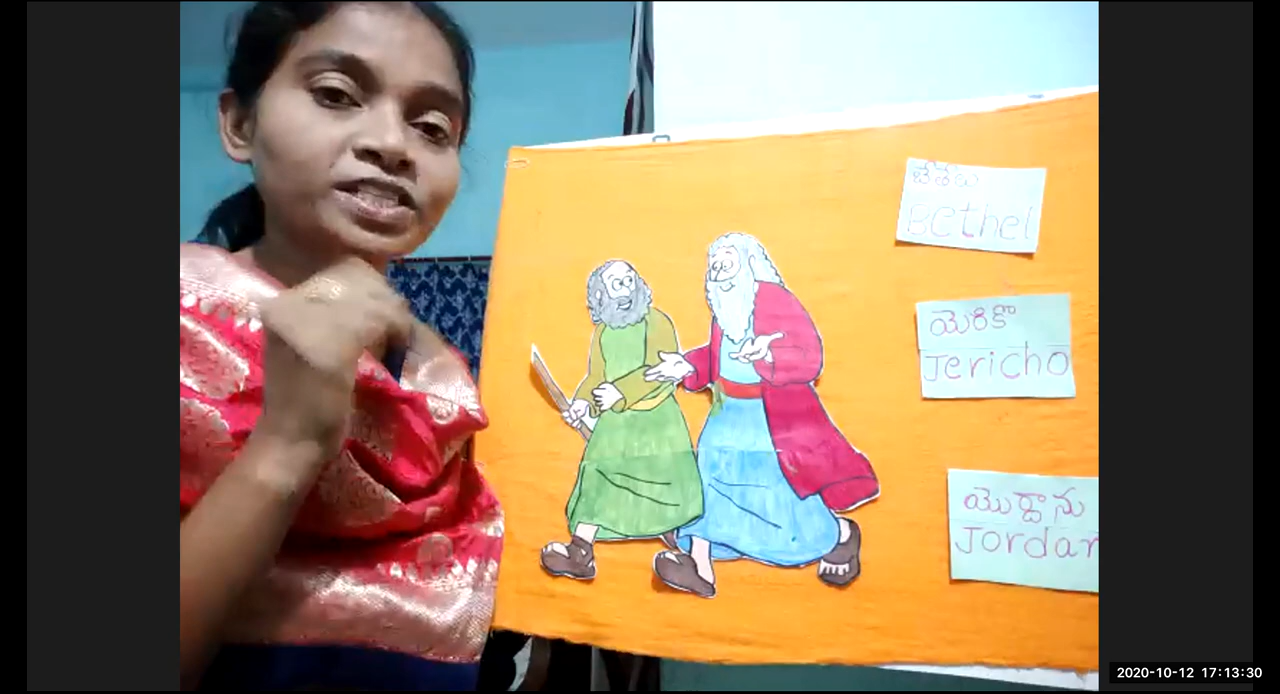 బేతేలు
BEthel
యెరికొ
Jericho
యొర్దాను
Jordan
2020-10-12 17:13:30